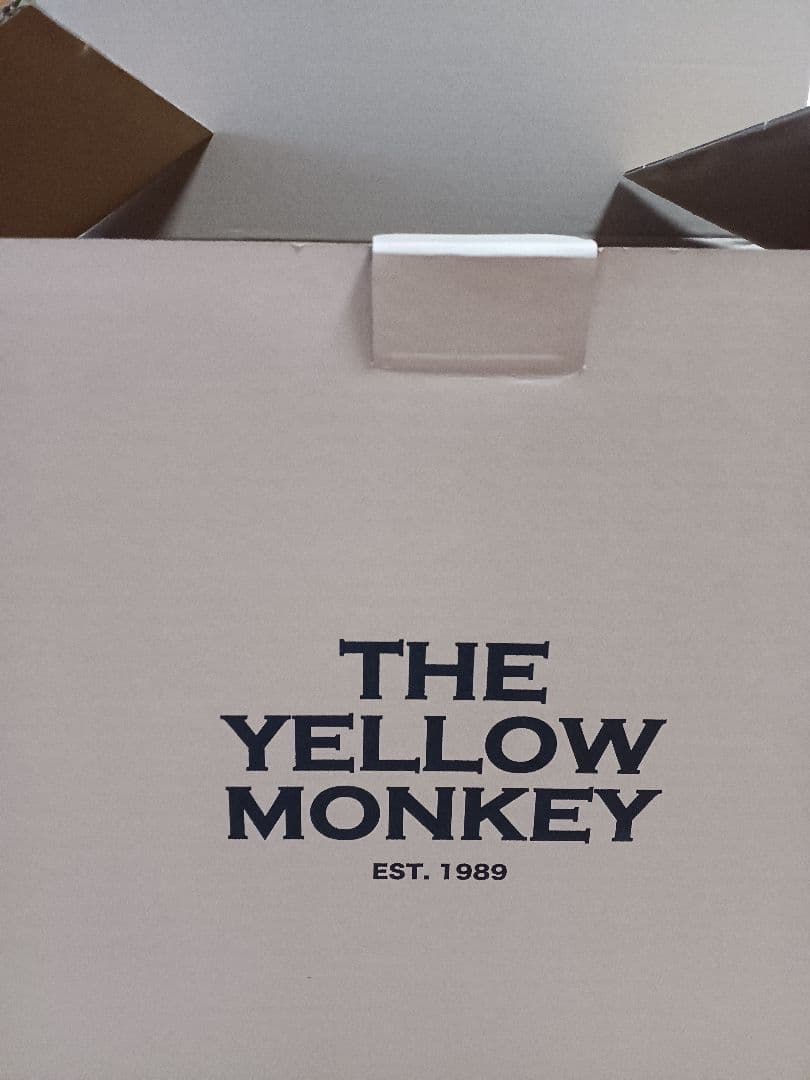 THE
YELLOW
MONKEY
EST. 1989